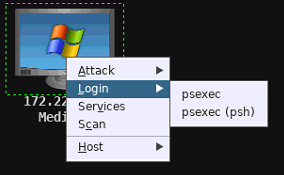 Attack
Login
Services
Scan
Host
psexec
psexec (psh)
172.22
Medi